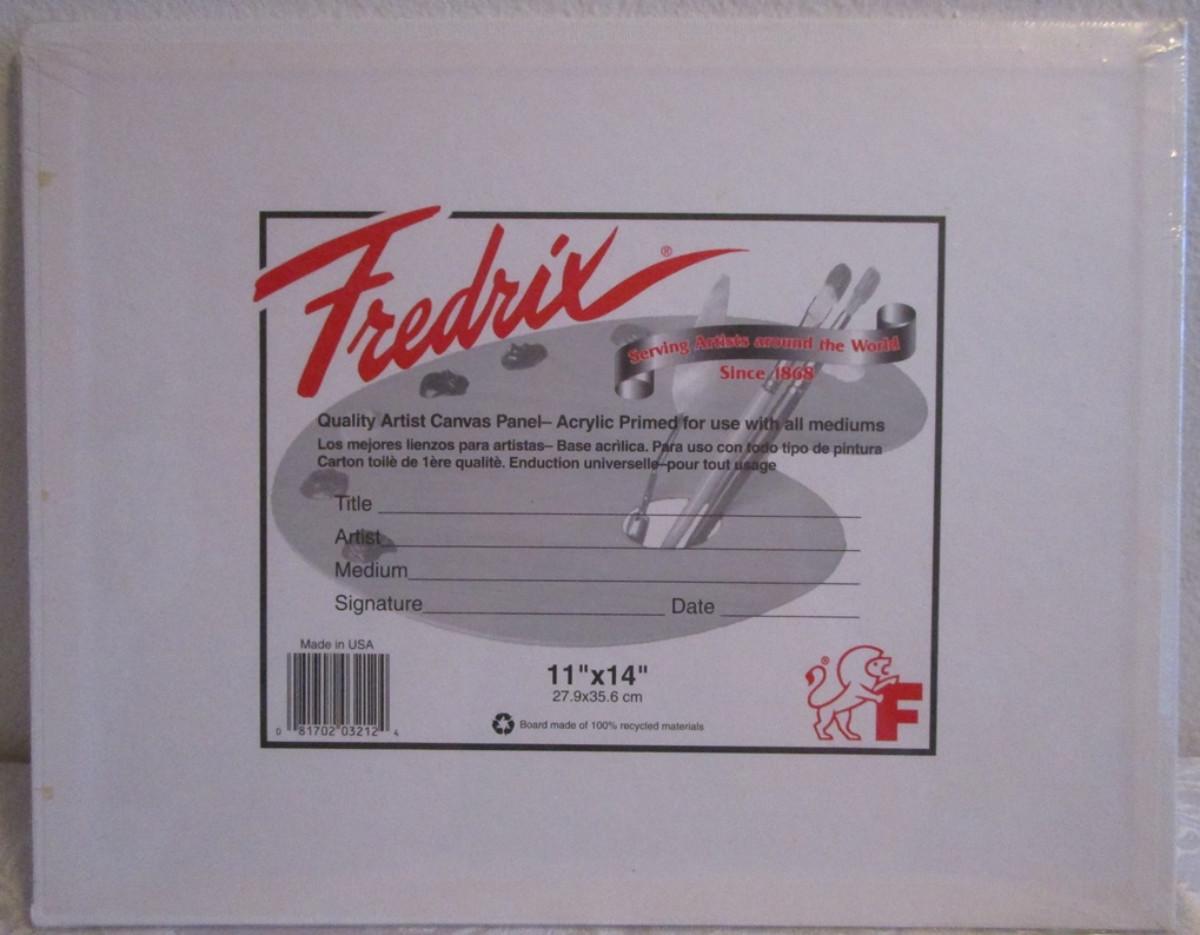 Fredrix®
Serving Artists around the World
Since 1868
Quality Artist Canvas Panel– Acrylic Primed for use with all mediums
Los mejores lienzos para artistas– Base acrìlica. Para uso con todo tipo de pintura
Carton toilè de 1ère qualitè. Enduction universelle–pour tout usage
Title
Artist
Medium
Signature Date
Made in USA
0 81702 03212 4
11"x14"
27.9x35.6 cm
Board made of 100% recycled materials
®
F